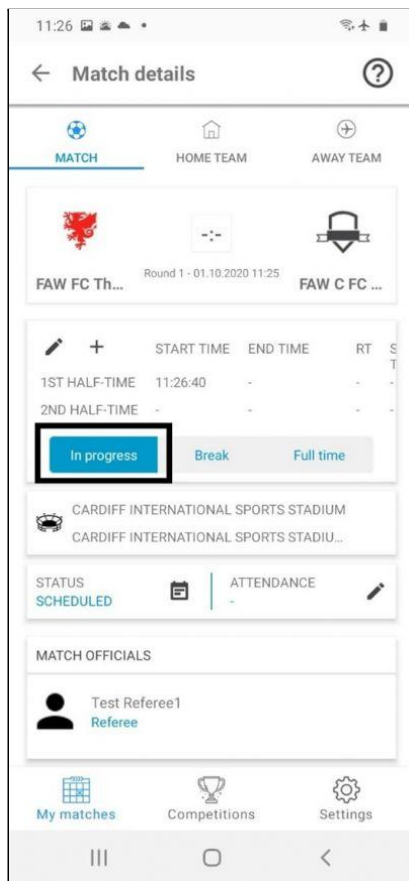 11:26
Match details
MATCH
HOME TEAM
AWAY TEAM
-:-
Round 1 - 01.10.2020 11:25
FAW FC Th...
FAW C FC ...
START TIME END TIME RT S
T
1ST HALF-TIME 11:26:40 - - -
2ND HALF-TIME - - - -
In progress Break Full time
CARDIFF INTERNATIONAL SPORTS STADIUM
CARDIFF INTERNATIONAL SPORTS STADIU...
STATUS
SCHEDULED
ATTENDANCE
-
MATCH OFFICIALS
Test Referee1
Referee
My matches Competitions Settings